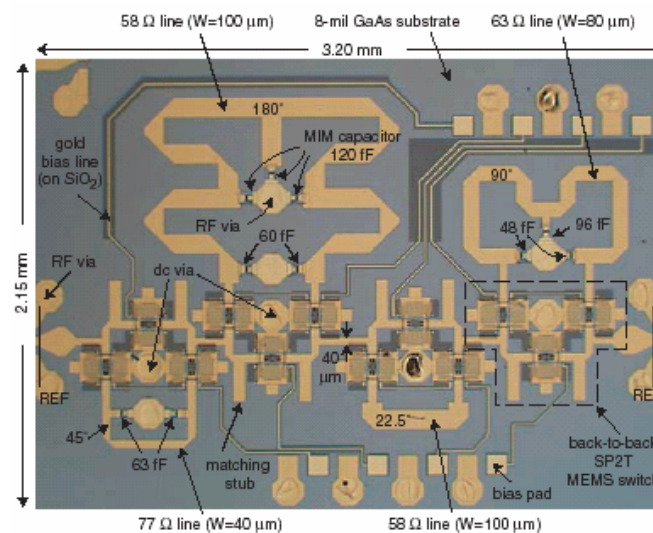 58 Ω line (W=100 μm)
8-mil GaAs substrate
63 Ω line (W=80 μm)
3.20 mm
2.15 mm
180°
MIM capacitor
120 fF
gold
bias line
(on SiO₂)
RF via
90°
96 fF
48 fF
60 fF
RF via
dc via
40
μm
REF
RE
45°
63 fF
matching
stub
22.5°
back-to-back
SP2T
MEMS switch
bias pad
77 Ω line (W=40 μm)
58 Ω line (W=100 μm)